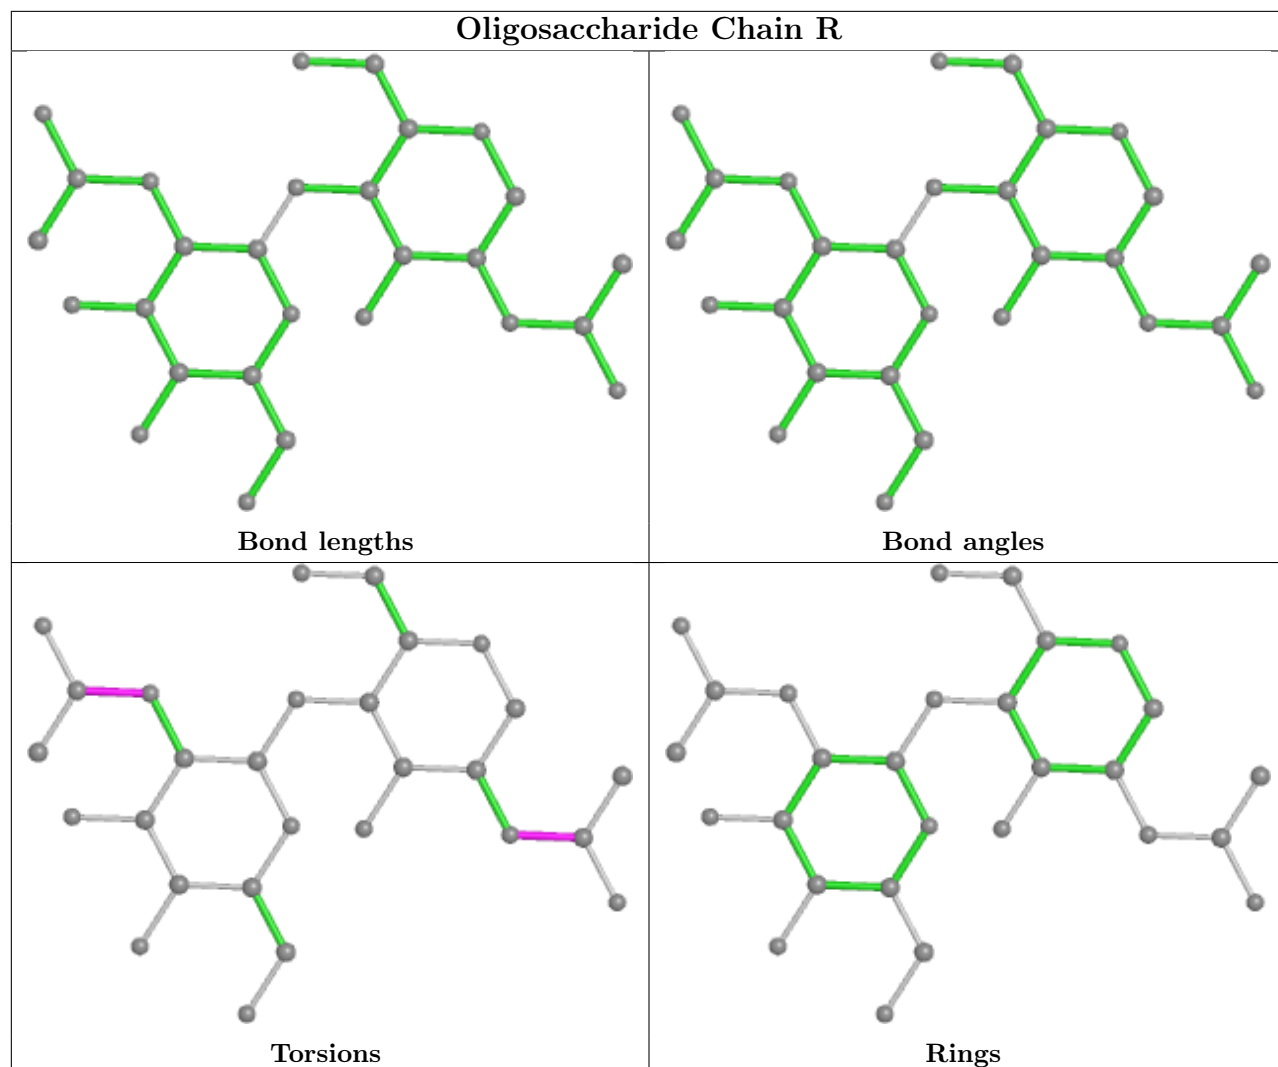 Oligosaccharide Chain R
Bond lengths
Bond angles
Torsions
Rings